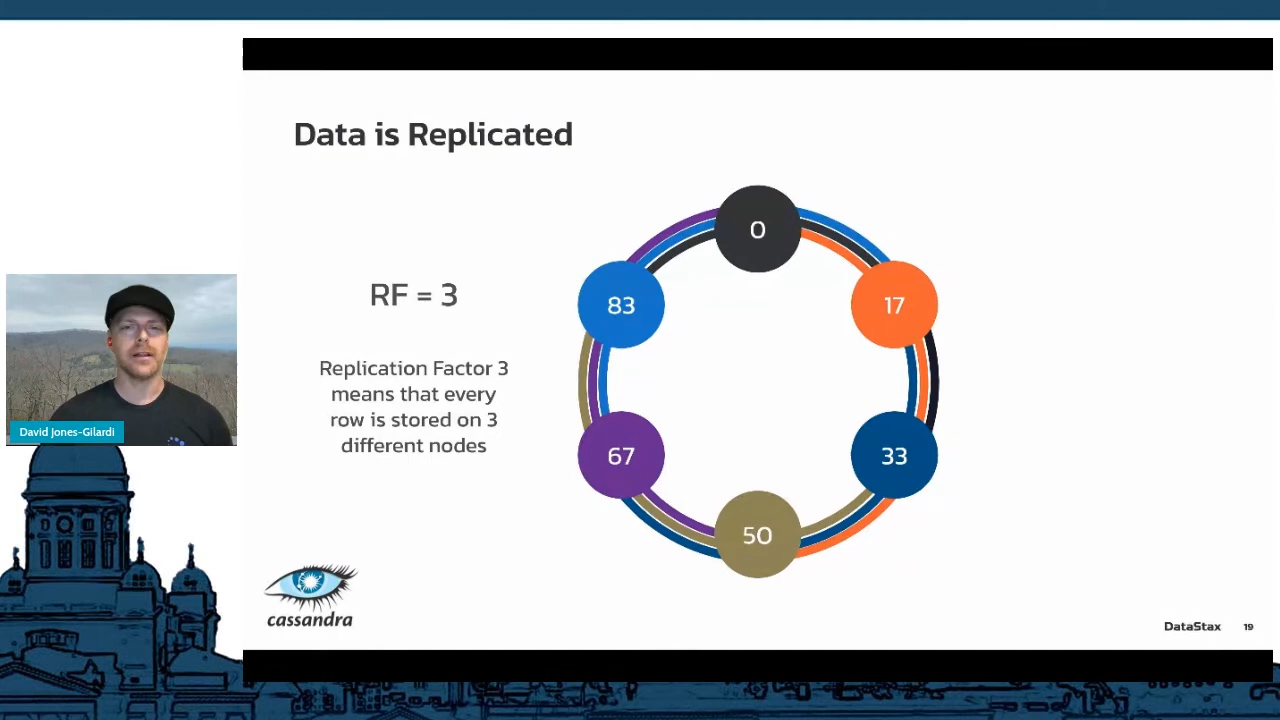 Data is Replicated
RF = 3
Replication Factor 3
means that every
row is stored on 3
different nodes
0
17
33
50
67
83
David Jones-Gilardi
cassandra
DataStax 19